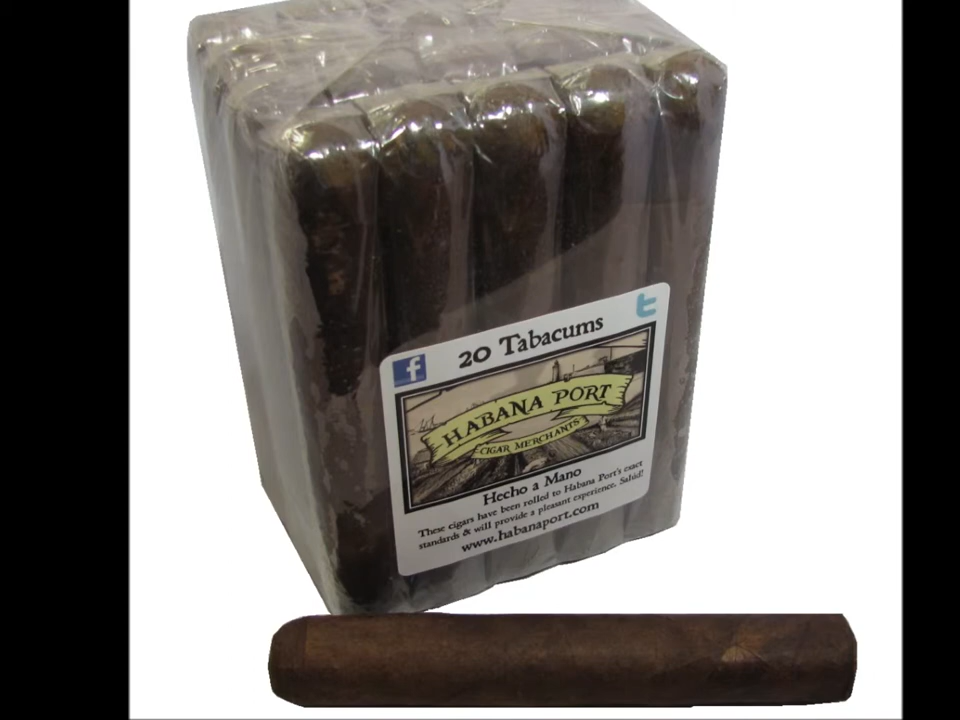 20 Tabacums
HABANA PORT
CIGAR MERCHANTS
Hecho a Mano
These cigars have been rolled to Habana Port's exact
standards & will provide a pleasant experience. Salúd!
www.habanaport.com